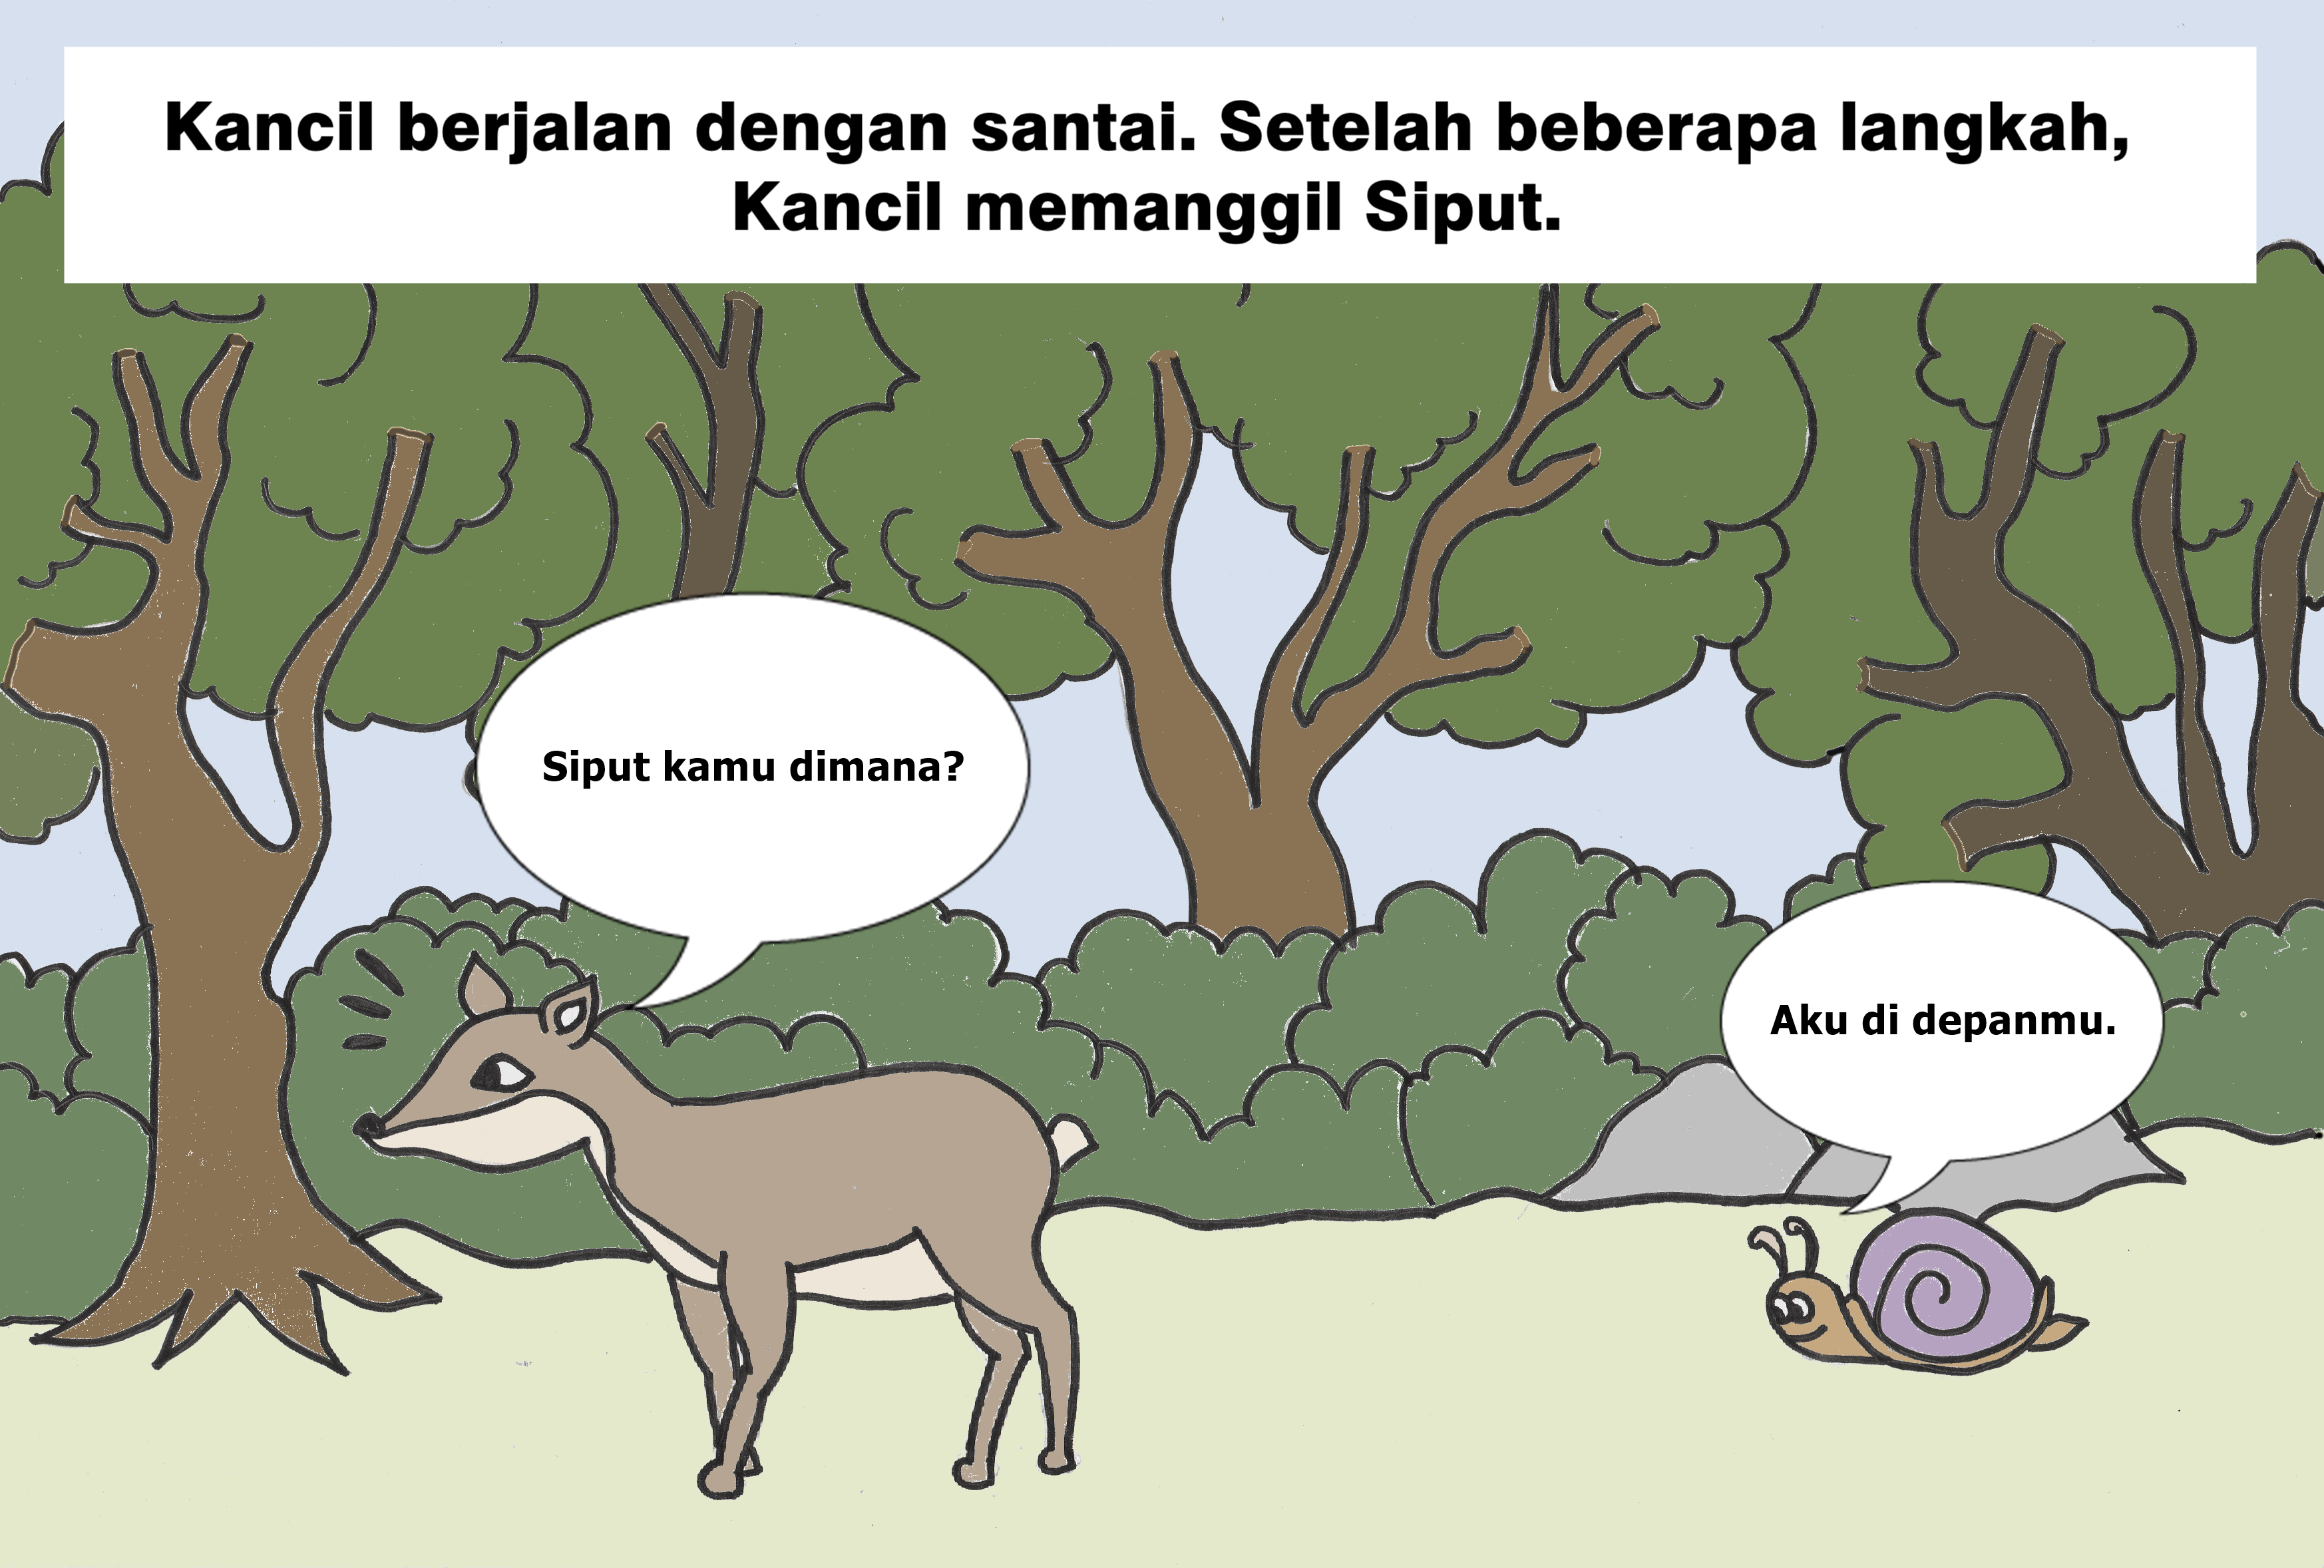 Kancil berjalan dengan santai. Setelah beberapa langkah,
Kancil memanggil Siput.
Siput kamu dimana?
Aku di depanmu.